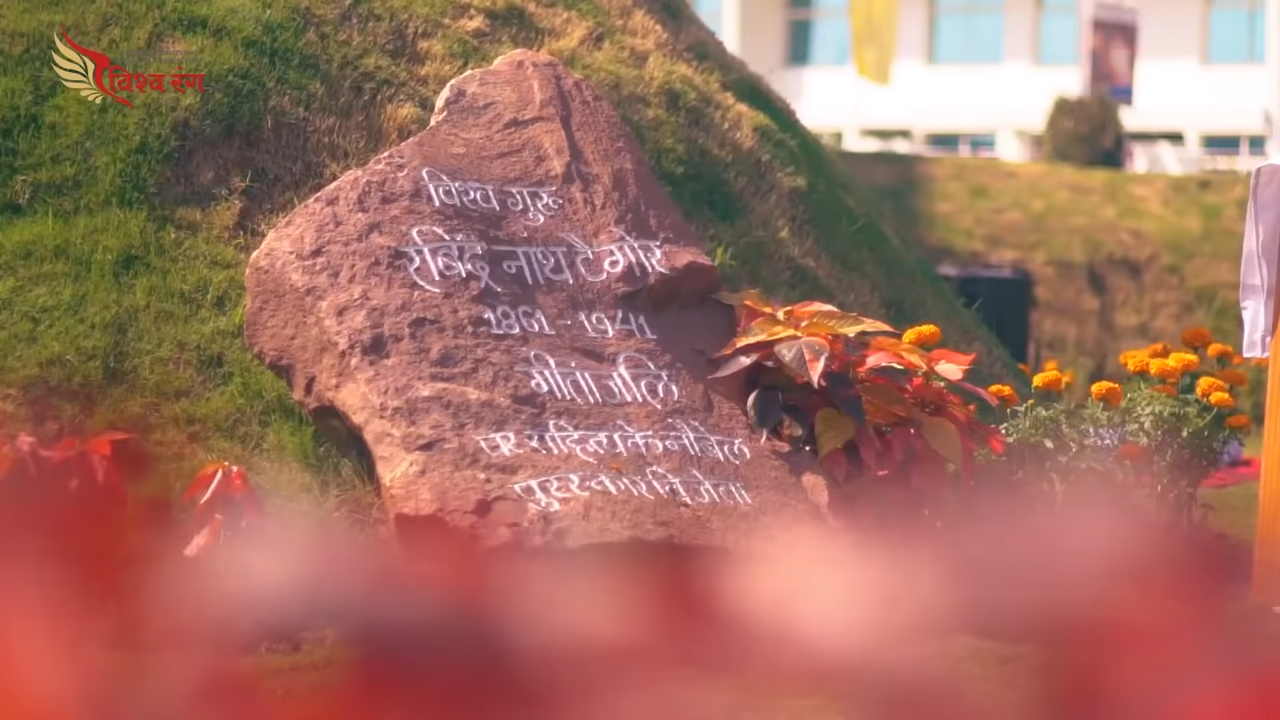 विश्व रंग
विश्व गुरू
रबिंद्र नाथ टैगोर
1861 - 1941
गीतांजलि
पर साहित्य के नौबेल
पुरस्कार विजेता